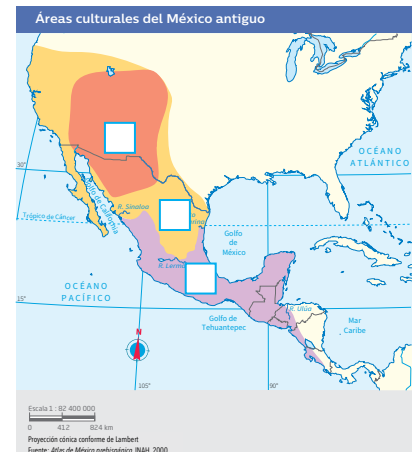 Áreas culturales del México antiguo
OCÉANO
ATLÁNTICO
30°
Golfo de California
R. Sinaloa
Trópico de Cáncer
Golfo
de
México
R. Lerma
OCÉANO
PACÍFICO
15°
Golfo de
Tehuantepec
R. Ulúa
Mar
Caribe
N
105°
90°
Escala 1 : 82 400 000
0 412 824 km
Proyección cónica conforme de Lambert
Fuente: Atlas de México prehispánico, INAH, 2000.